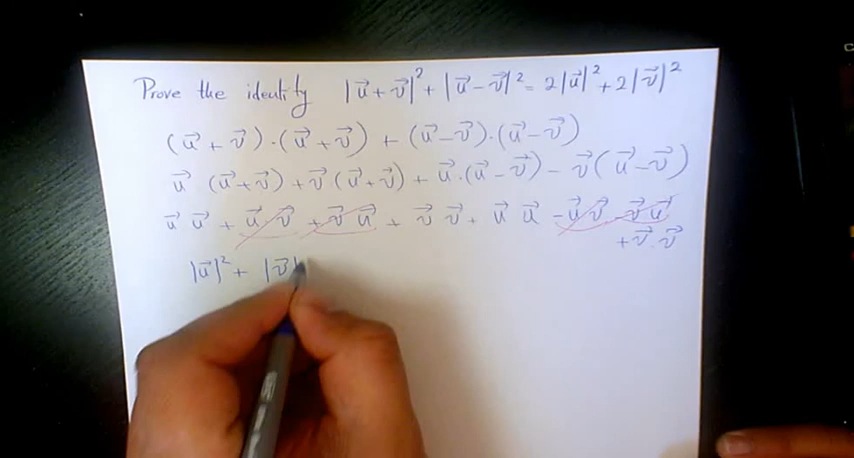 Prove the identity |u⃗ + v⃗|² + |u⃗ − v⃗|² = 2|u⃗|² + 2|v⃗|²
(u⃗ + v⃗)·(u⃗ + v⃗) + (u⃗ − v⃗)·(u⃗ − v⃗)
u⃗ (u⃗ + v⃗) + v⃗ (u⃗ + v⃗) + u⃗·(u⃗ − v⃗) − v⃗ (u⃗ − v⃗)
u⃗ u⃗ + u⃗ v⃗ + v⃗ u⃗ + v⃗ v⃗ + u⃗ u⃗ − u⃗ v⃗ − v⃗ u⃗
+ v⃗·v⃗
|u⃗|² + |v⃗|